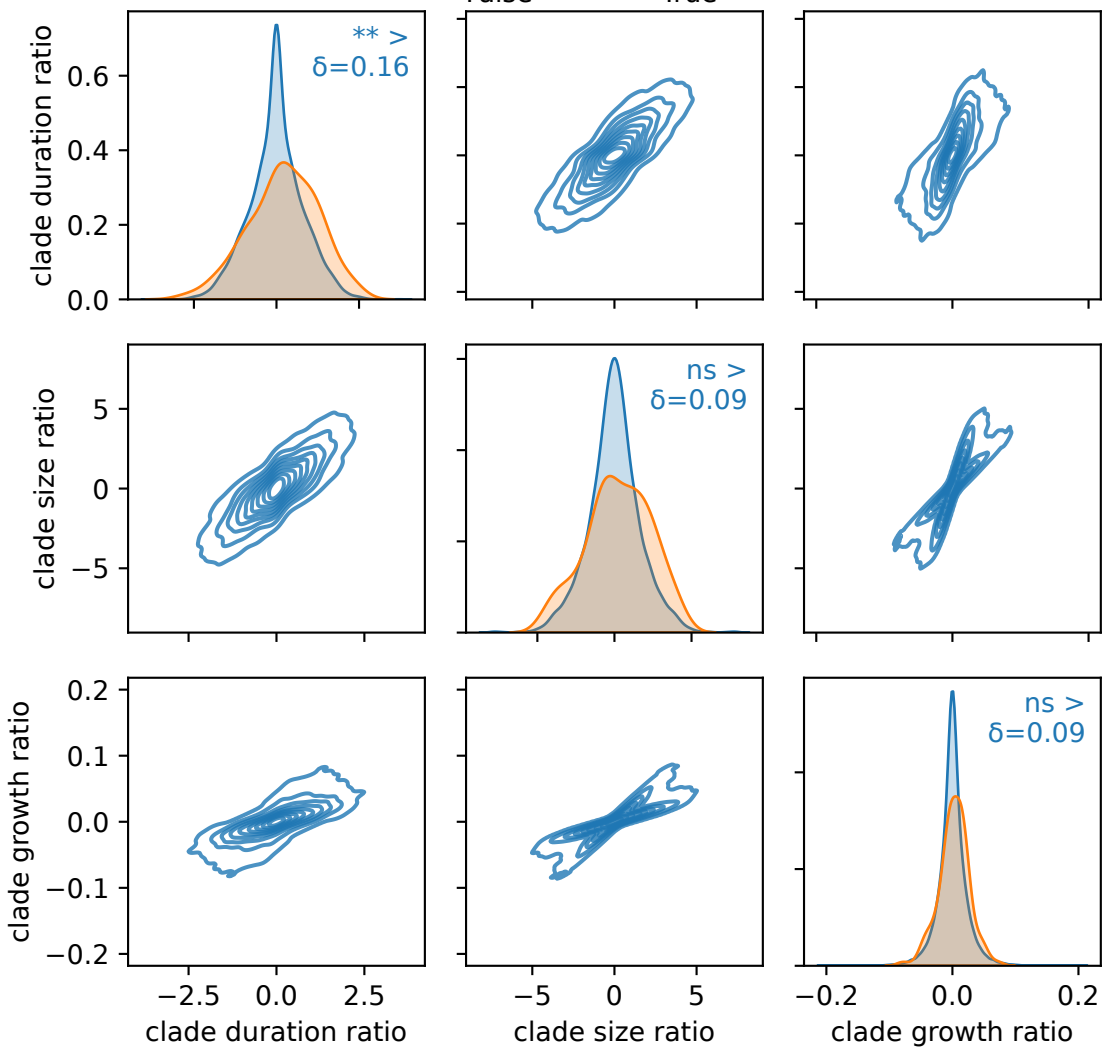 clade duration ratio
0.6
0.4
0.2
0.0
** >
δ=0.16
clade size ratio
5
0
−5
ns >
δ=0.09
clade growth ratio
0.2
0.1
0.0
−0.1
−0.2
ns >
δ=0.09
−2.5 0.0 2.5
−5 0 5
−0.2 0.0 0.2
clade duration ratio
clade size ratio
clade growth ratio